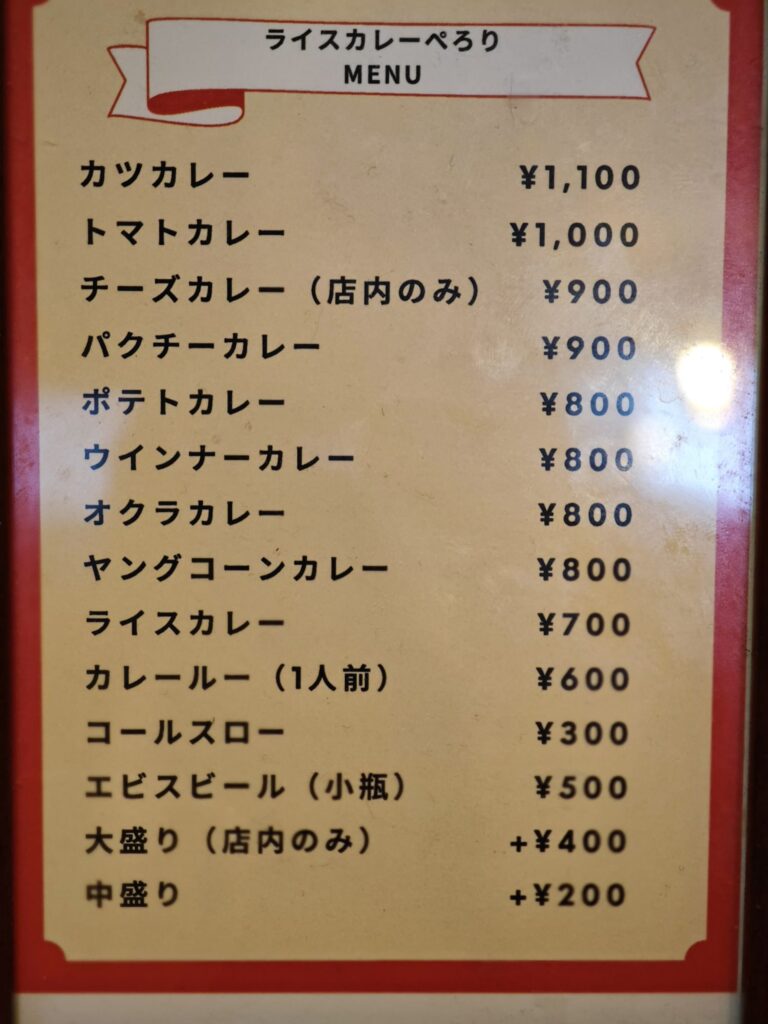 ライスカレーぺろり
MENU
カツカレー ¥1,100
トマトカレー ¥1,000
チーズカレー（店内のみ） ¥900
パクチーカレー ¥900
ポテトカレー ¥800
ウインナーカレー ¥800
オクラカレー ¥800
ヤングコーンカレー ¥800
ライスカレー ¥700
カレールー（1人前） ¥600
コールスロー ¥300
エビスビール（小瓶） ¥500
大盛り（店内のみ） +¥400
中盛り +¥200